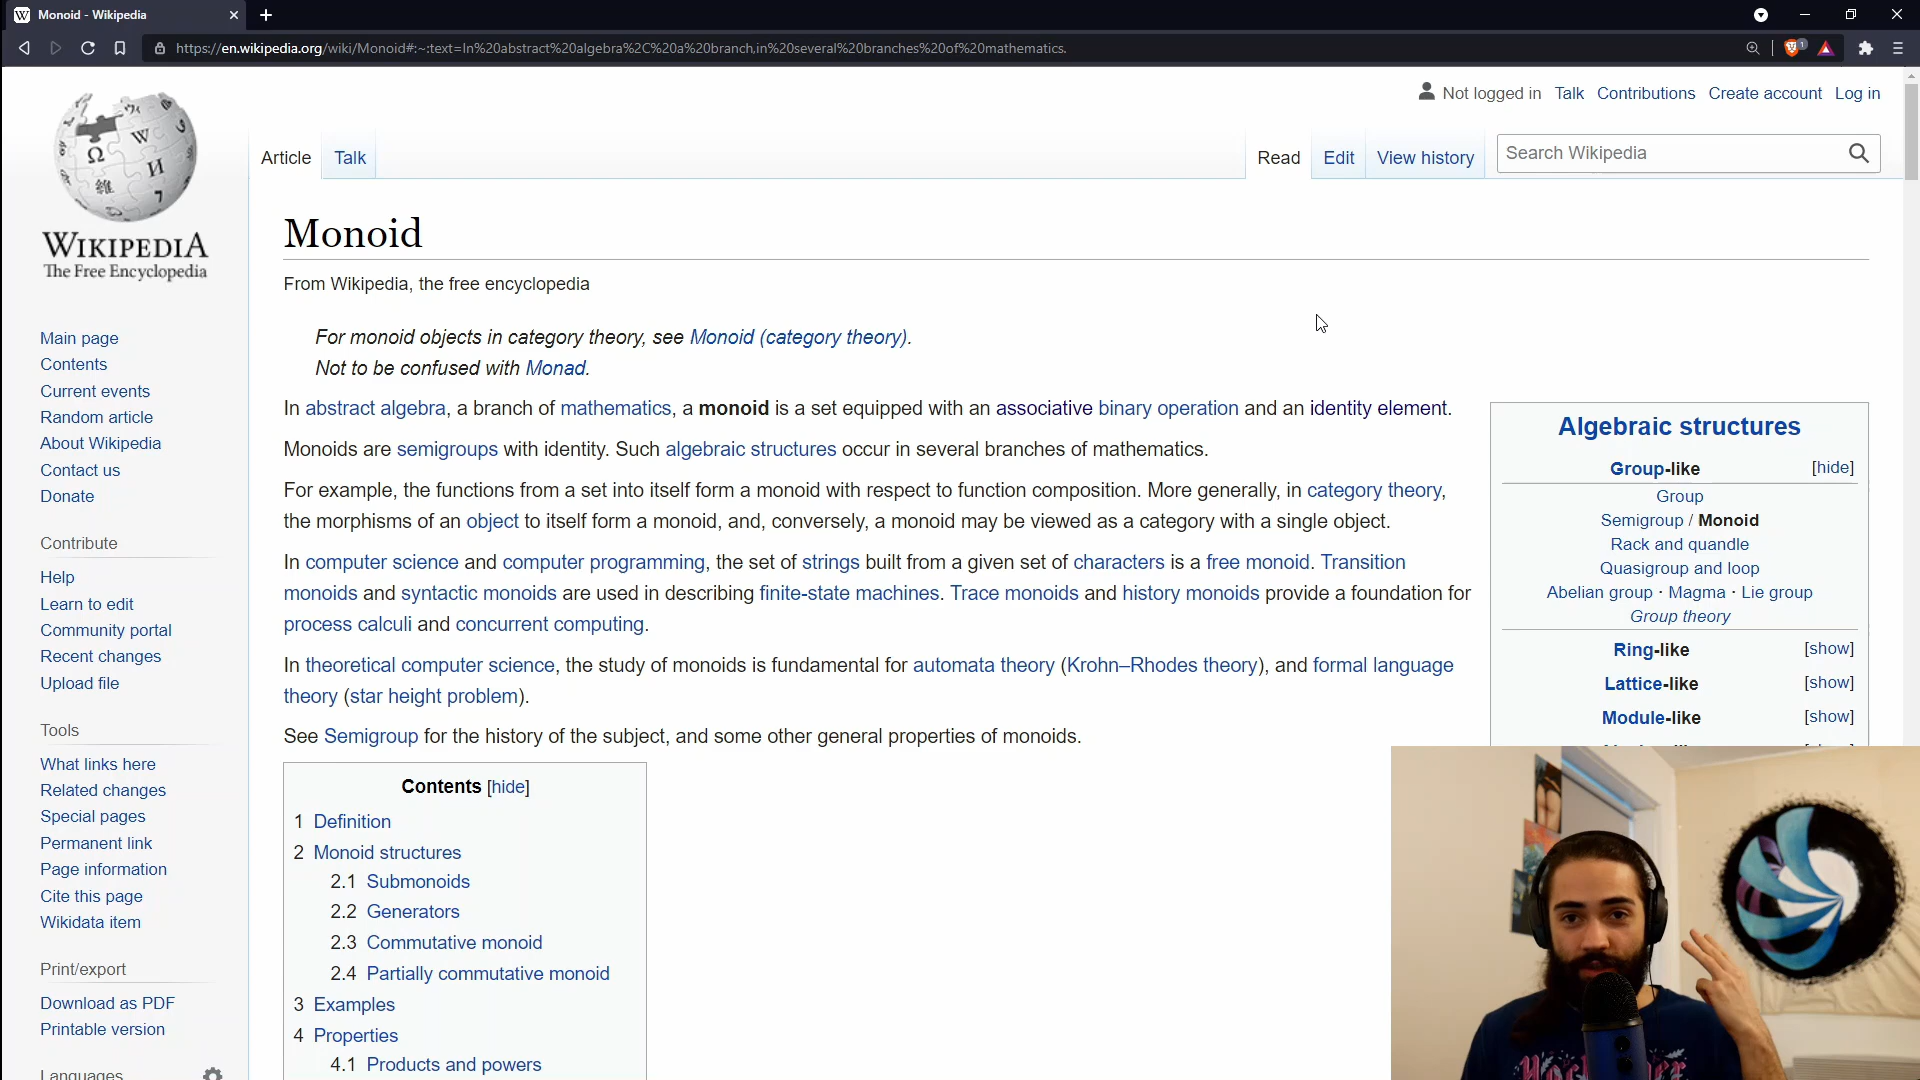 Monoid - Wikipedia
https://en.wikipedia.org/wiki/Monoid#:~:text=In%20abstract%20algebra%2C%20a%20branch,in%20several%20branches%20of%20mathematics.
Not logged in Talk Contributions Create account Log in
Article Talk Read Edit View history Search Wikipedia
WIKIPEDIA
The Free Encyclopedia
Main page
Contents
Current events
Random article
About Wikipedia
Contact us
Donate
Contribute
Help
Learn to edit
Community portal
Recent changes
Upload file
Tools
What links here
Related changes
Special pages
Permanent link
Page information
Cite this page
Wikidata item
Print/export
Download as PDF
Printable version
Languages
Monoid
From Wikipedia, the free encyclopedia
For monoid objects in category theory, see Monoid (category theory).
Not to be confused with Monad.
In abstract algebra, a branch of mathematics, a monoid is a set equipped with an associative binary operation and an identity element.
Monoids are semigroups with identity. Such algebraic structures occur in several branches of mathematics.
For example, the functions from a set into itself form a monoid with respect to function composition. More generally, in category theory,
the morphisms of an object to itself form a monoid, and, conversely, a monoid may be viewed as a category with a single object.
In computer science and computer programming, the set of strings built from a given set of characters is a free monoid. Transition
monoids and syntactic monoids are used in describing finite-state machines. Trace monoids and history monoids provide a foundation for
process calculi and concurrent computing.
In theoretical computer science, the study of monoids is fundamental for automata theory (Krohn–Rhodes theory), and formal language
theory (star height problem).
See Semigroup for the history of the subject, and some other general properties of monoids.
Contents [hide]
1 Definition
2 Monoid structures
2.1 Submonoids
2.2 Generators
2.3 Commutative monoid
2.4 Partially commutative monoid
3 Examples
4 Properties
4.1 Products and powers
Algebraic structures
Group-like [hide]
Group
Semigroup / Monoid
Rack and quandle
Quasigroup and loop
Abelian group · Magma · Lie group
Group theory
Ring-like [show]
Lattice-like [show]
Module-like [show]